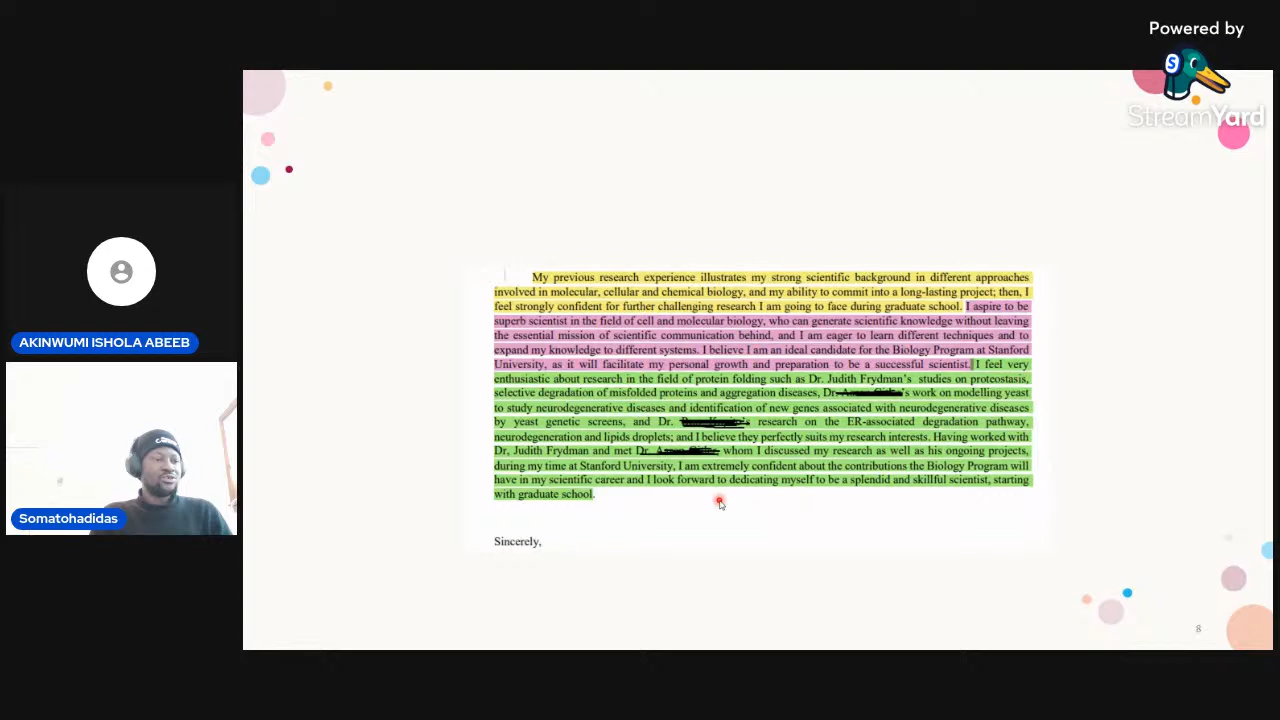 Powered by
StreamYard
My previous research experience illustrates my strong scientific background in different approaches
involved in molecular, cellular and chemical biology, and my ability to commit into a long-lasting project; then, I
feel strongly confident for further challenging research I am going to face during graduate school. I aspire to be
superb scientist in the field of cell and molecular biology, who can generate scientific knowledge without leaving
the essential mission of scientific communication behind, and I am eager to learn different techniques and to
expand my knowledge to different systems. I believe I am an ideal candidate for the Biology Program at Stanford
University, as it will facilitate my personal growth and preparation to be a successful scientist. I feel very
enthusiastic about research in the field of protein folding such as Dr. Judith Frydman's studies on proteostasis,
selective degradation of misfolded proteins and aggregation diseases, Dr. 's work on modelling yeast
to study neurodegenerative diseases and identification of new genes associated with neurodegenerative diseases
by yeast genetic screens, and Dr. 's research on the ER-associated degradation pathway,
neurodegeneration and lipids droplets; and I believe they perfectly suits my research interests. Having worked with
Dr, Judith Frydman and met Dr. whom I discussed my research as well as his ongoing projects,
during my time at Stanford University, I am extremely confident about the contributions the Biology Program will
have in my scientific career and I look forward to dedicating myself to be a splendid and skillful scientist, starting
with graduate school.
Sincerely,
8
AKINWUMI ISHOLA ABEEB
Somatohadidas